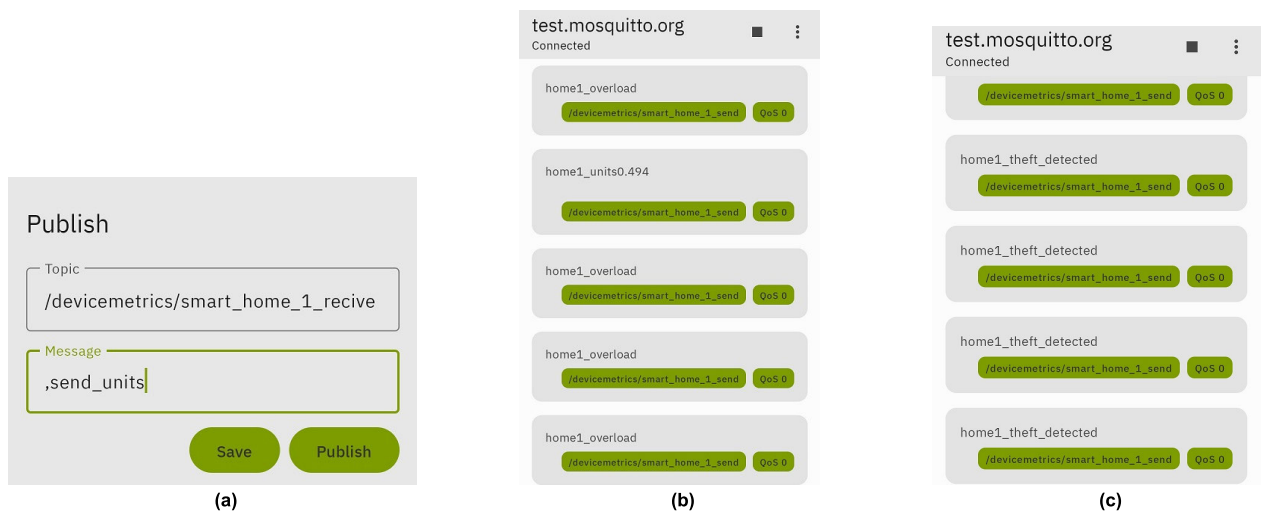 Publish
Topic
/devicemetrics/smart_home_1_recive
Message
,send_units
Save Publish
(a)
test.mosquitto.org
Connected
home1_overload
/devicemetrics/smart_home_1_send QoS 0
home1_units0.494
/devicemetrics/smart_home_1_send QoS 0
home1_overload
/devicemetrics/smart_home_1_send QoS 0
home1_overload
/devicemetrics/smart_home_1_send QoS 0
home1_overload
/devicemetrics/smart_home_1_send QoS 0
(b)
test.mosquitto.org
Connected
/devicemetrics/smart_home_1_send QoS 0
home1_theft_detected
/devicemetrics/smart_home_1_send QoS 0
home1_theft_detected
/devicemetrics/smart_home_1_send QoS 0
home1_theft_detected
/devicemetrics/smart_home_1_send QoS 0
home1_theft_detected
/devicemetrics/smart_home_1_send QoS 0
(c)